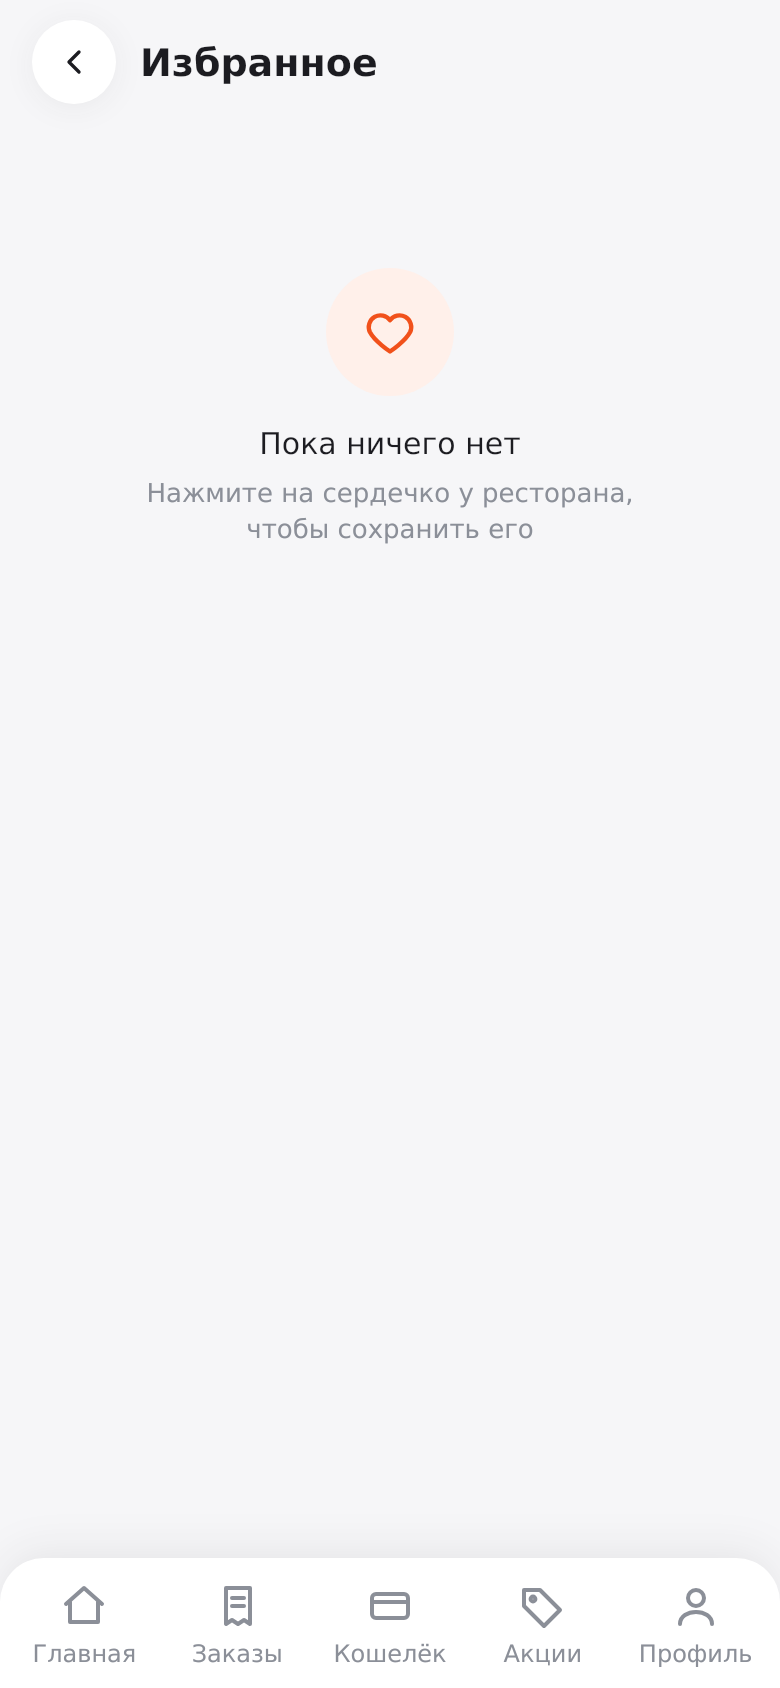 Избранное
Пока ничего нет
Нажмите на сердечко у ресторана,
чтобы сохранить его
Главная
Заказы
Кошелёк
Акции
Профиль